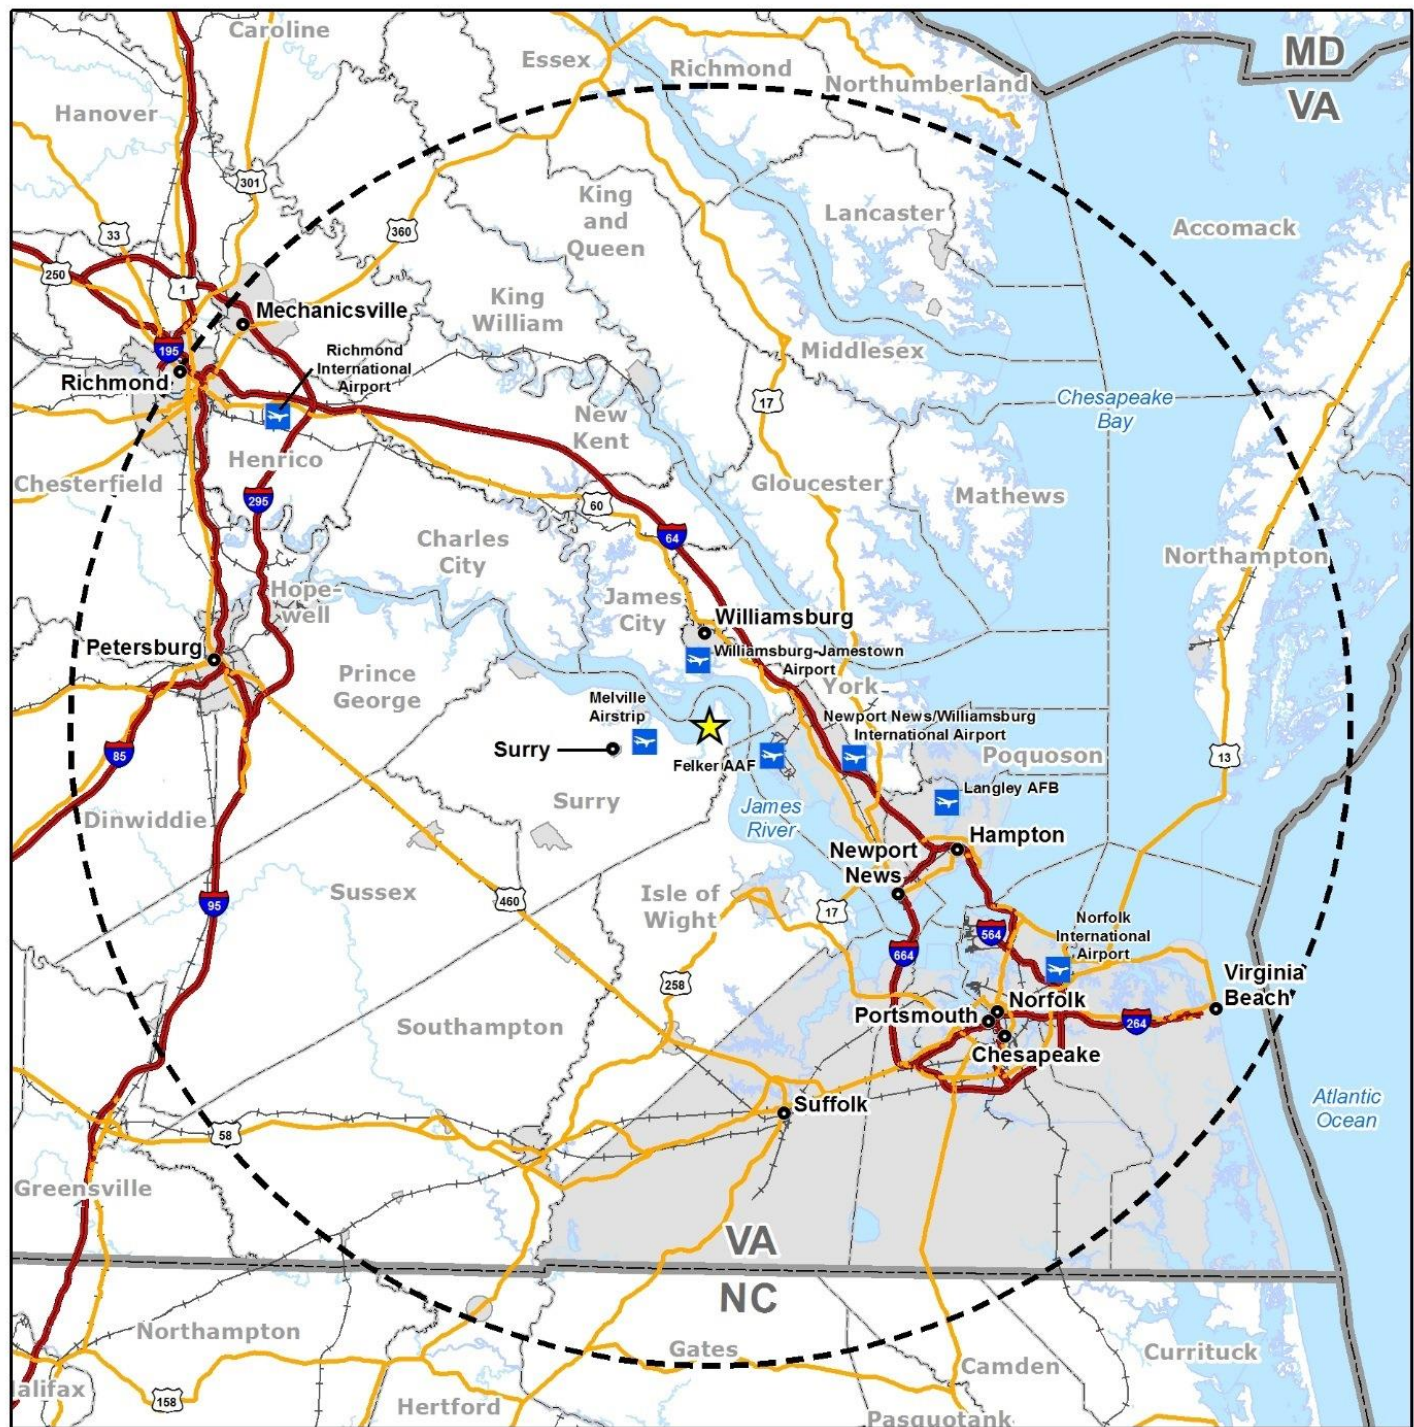 Caroline
Essex
Richmond
Northumberland
MD
VA
Hanover
301
King
and
Queen
Lancaster
Accomack
33
360
250
1
Mechanicsville
King
William
195
Richmond
International
Airport
Middlesex
Richmond
17
Chesapeake
Bay
New
Kent
Henrico
Chesterfield
Gloucester
Mathews
295
60
64
Charles
City
Northampton
Hope-
well
James
City
Williamsburg
Petersburg
Williamsburg-Jamestown
Airport
Prince
George
York
Melville
Airstrip
Newport News/Williamsburg
International Airport
Surry
Felker AAF
Poquoson
85
13
Langley AFB
Surry
James
River
Dinwiddie
Hampton
Newport
News
Sussex
Isle of
Wight
460
95
17
564
Norfolk
International
Airport
664
258
Virginia
Beach
Norfolk
Portsmouth
264
Southampton
Chesapeake
Atlantic
Ocean
Suffolk
58
Greensville
VA
NC
Northampton
Gates
Currituck
Camden
alifax
158
Hertford
Pasquotank